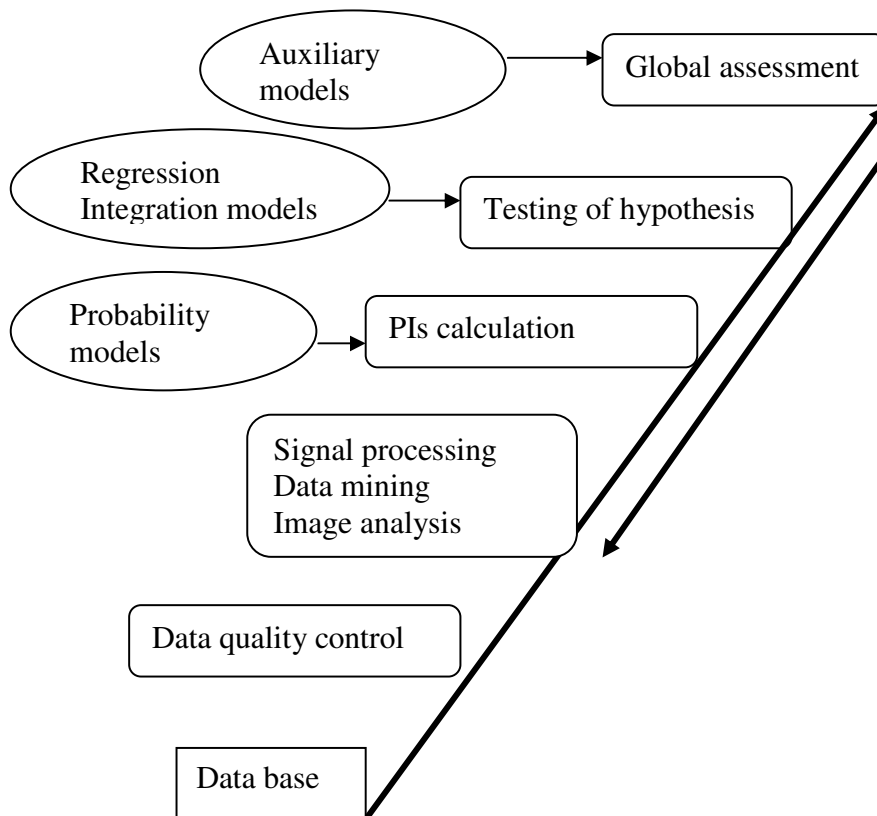 Auxiliary
models
Global assessment
Regression
Integration models
Testing of hypothesis
Probability
models
PIs calculation
Signal processing
Data mining
Image analysis
Data quality control
Data base